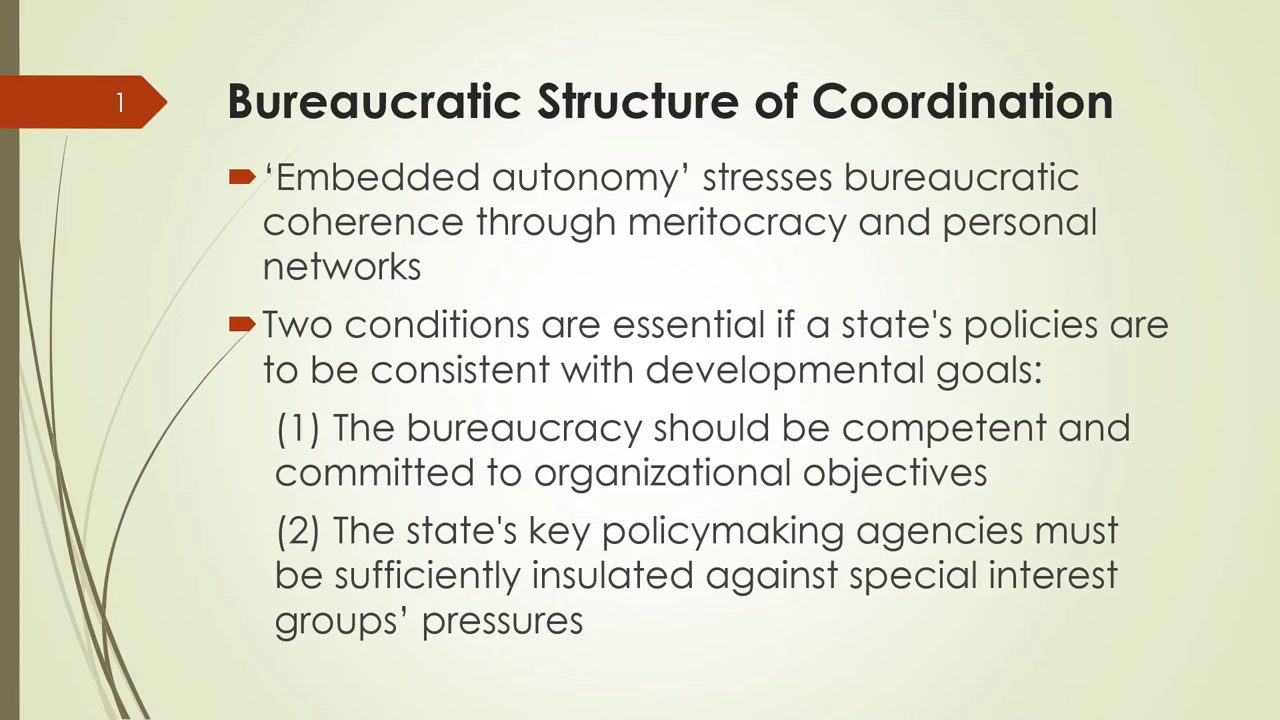 1
Bureaucratic Structure of Coordination
‘Embedded autonomy’ stresses bureaucratic
coherence through meritocracy and personal
networks
Two conditions are essential if a state's policies are
to be consistent with developmental goals:
(1) The bureaucracy should be competent and
committed to organizational objectives
(2) The state's key policymaking agencies must
be sufficiently insulated against special interest
groups’ pressures